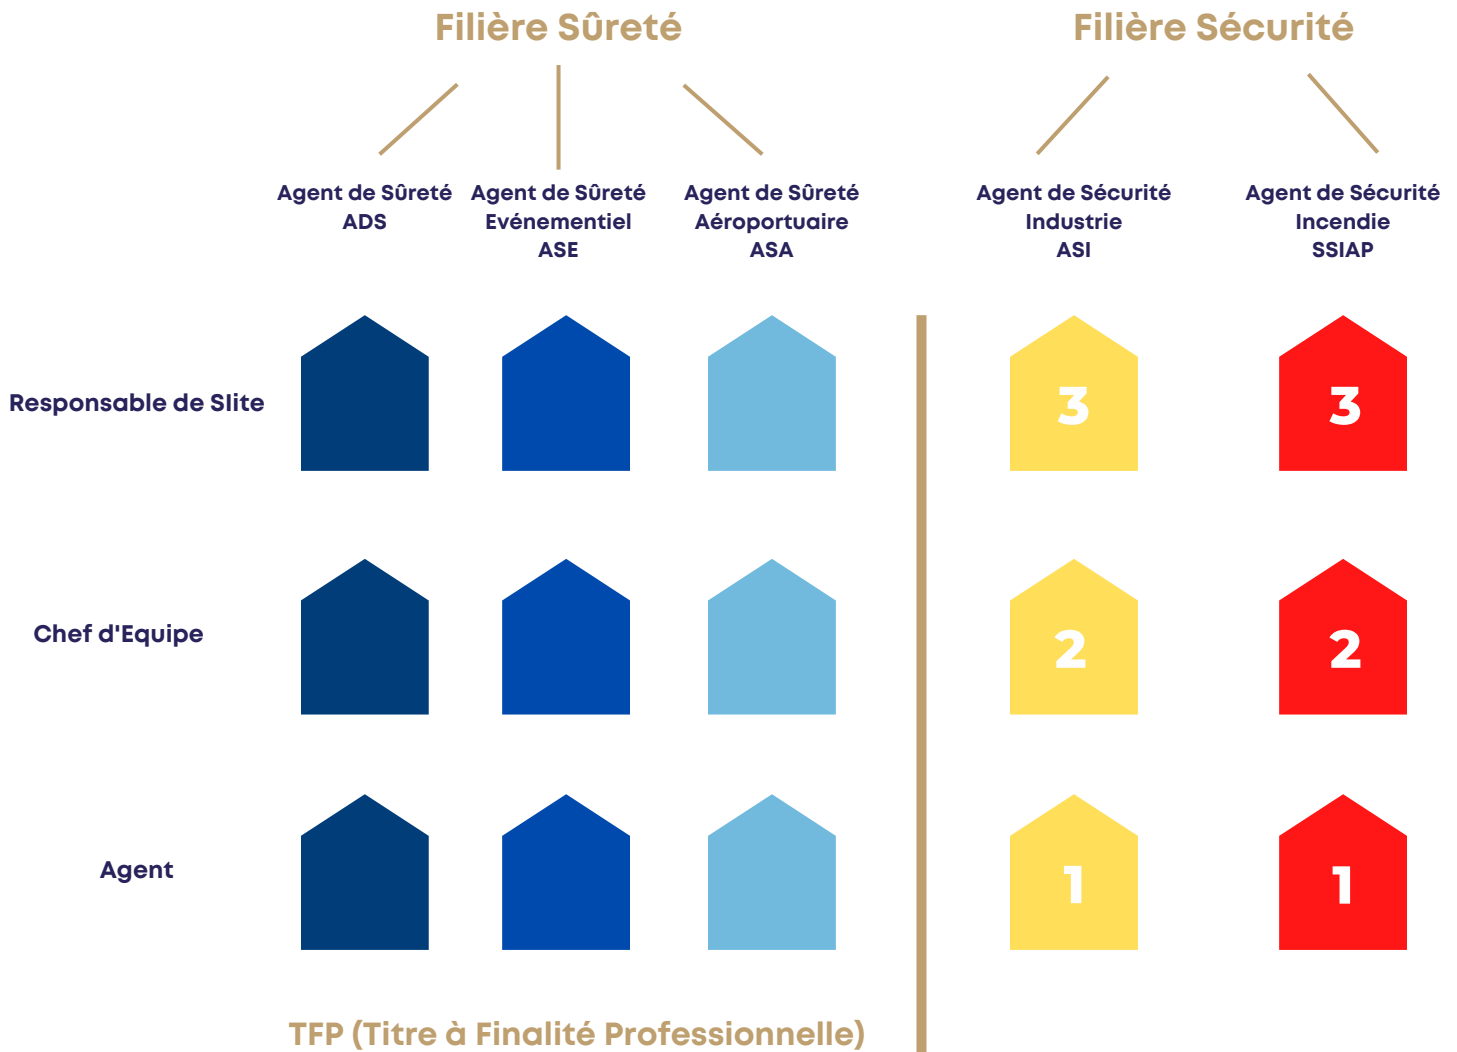 Filière Sûreté
Filière Sécurité
Agent de Sûreté
ADS
Agent de Sûreté
Evénementiel
ASE
Agent de Sûreté
Aéroportuaire
ASA
Agent de Sécurité
Industrie
ASI
Agent de Sécurité
Incendie
SSIAP
Responsable de SIite
3
3
Chef d'Equipe
2
2
Agent
1
1
TFP (Titre à Finalité Professionnelle)